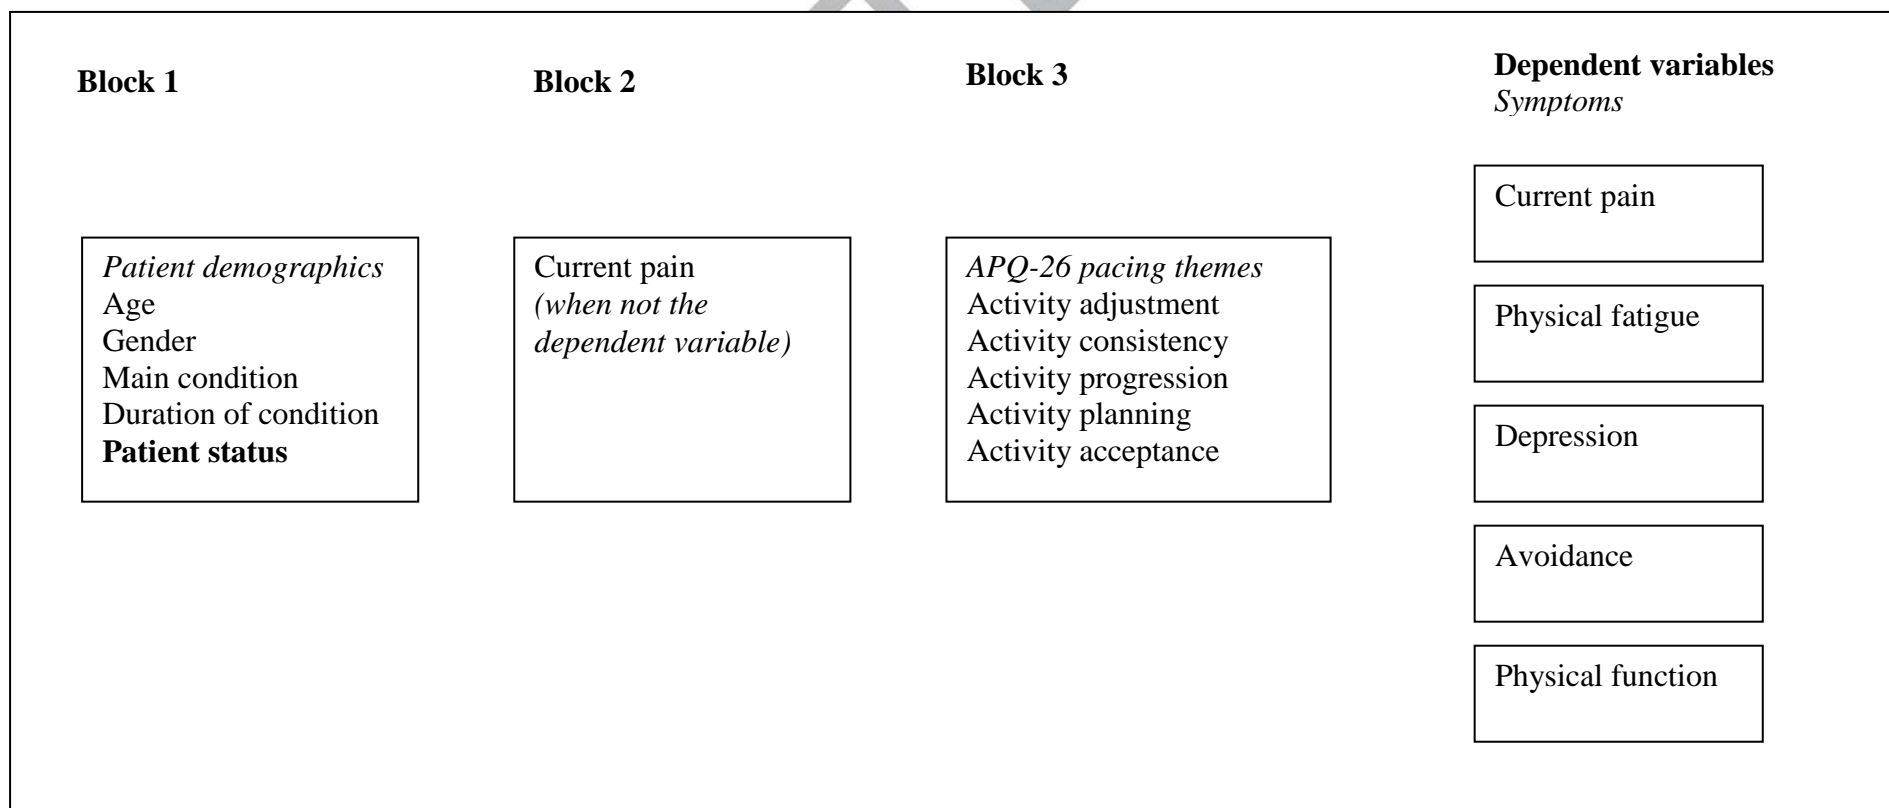 Block 1
Patient demographics
Age
Gender
Main condition
Duration of condition
Patient status
Block 2
Current pain
(when not the
dependent variable)
Block 3
APQ-26 pacing themes
Activity adjustment
Activity consistency
Activity progression
Activity planning
Activity acceptance
Dependent variables
Symptoms
Current pain
Physical fatigue
Depression
Avoidance
Physical function